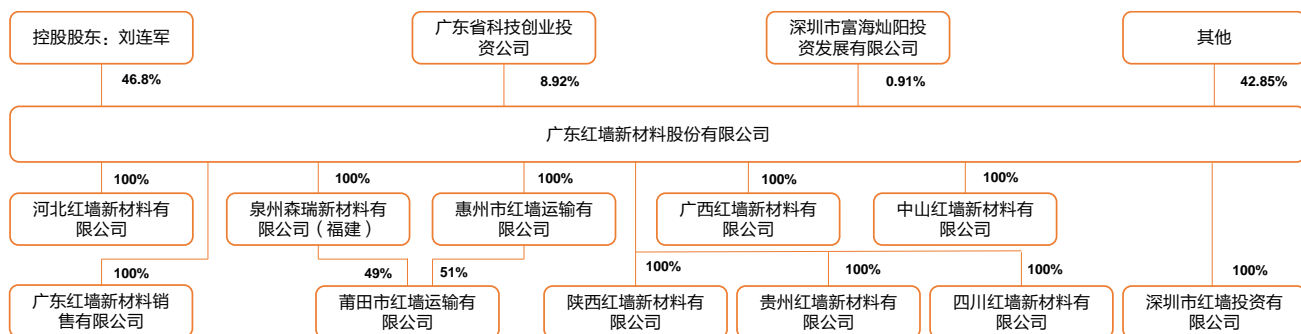 控股股东：刘连军
广东省科技创业投
资公司
深圳市富海灿阳投
资发展有限公司
其他
46.8%
8.92%
0.91%
42.85%
广东红墙新材料股份有限公司
100%
100%
100%
100%
100%
河北红墙新材料有
限公司
泉州森瑞新材料有
限公司（福建）
惠州市红墙运输有
限公司
广西红墙新材料有
限公司
中山红墙新材料有
限公司
100%
49%
51%
100%
100%
100%
100%
广东红墙新材料销
售有限公司
莆田市红墙运输有
限公司
陕西红墙新材料有
限公司
贵州红墙新材料有
限公司
四川红墙新材料有
限公司
深圳市红墙投资有
限公司